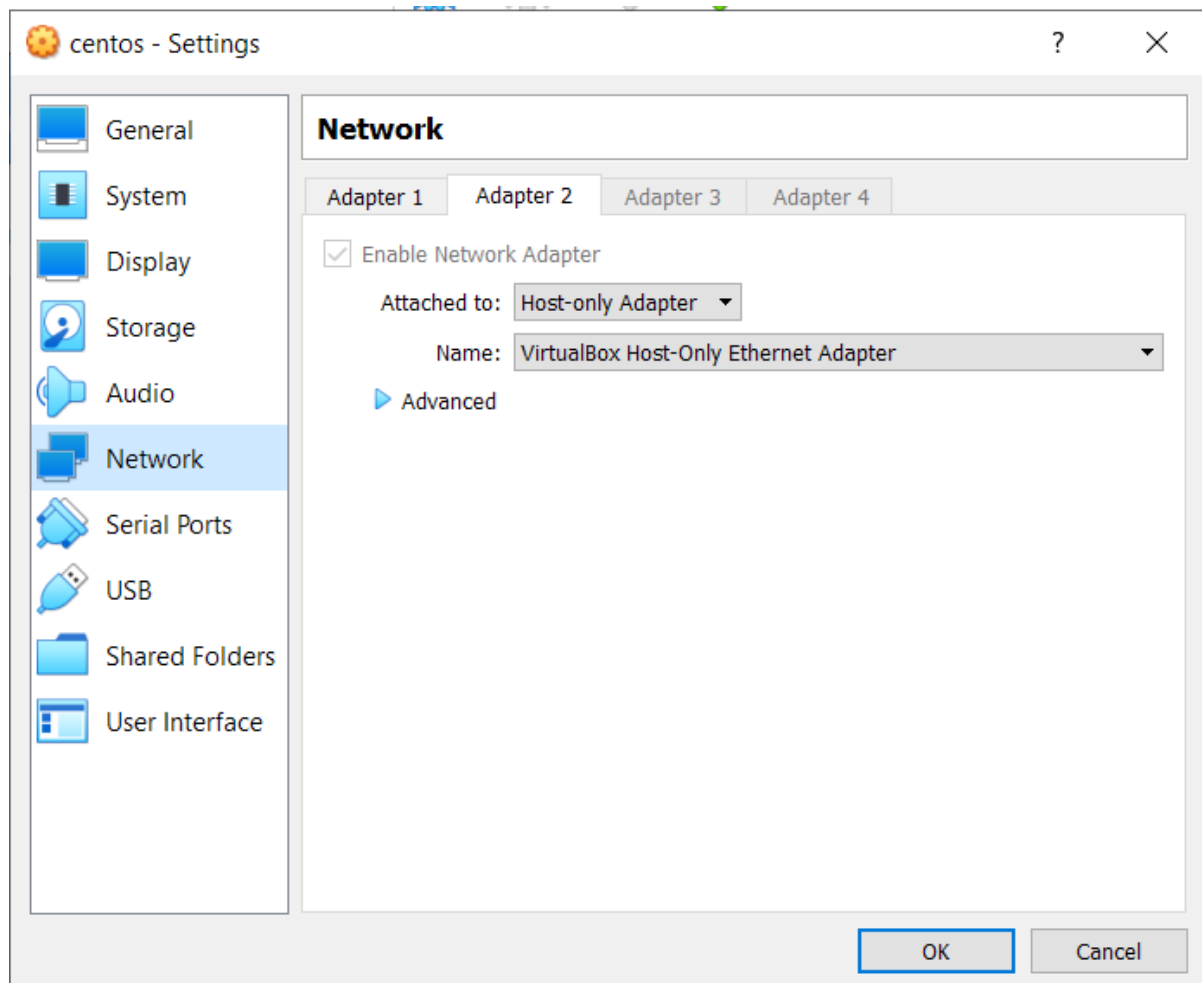 centos - Settings
?
General
System
Display
Storage
Audio
Network
Serial Ports
USB
Shared Folders
User Interface
Network
Adapter 1
Adapter 2
Adapter 3
Adapter 4
Enable Network Adapter
Attached to: Host-only Adapter
Name: VirtualBox Host-Only Ethernet Adapter
Advanced
OK
Cancel